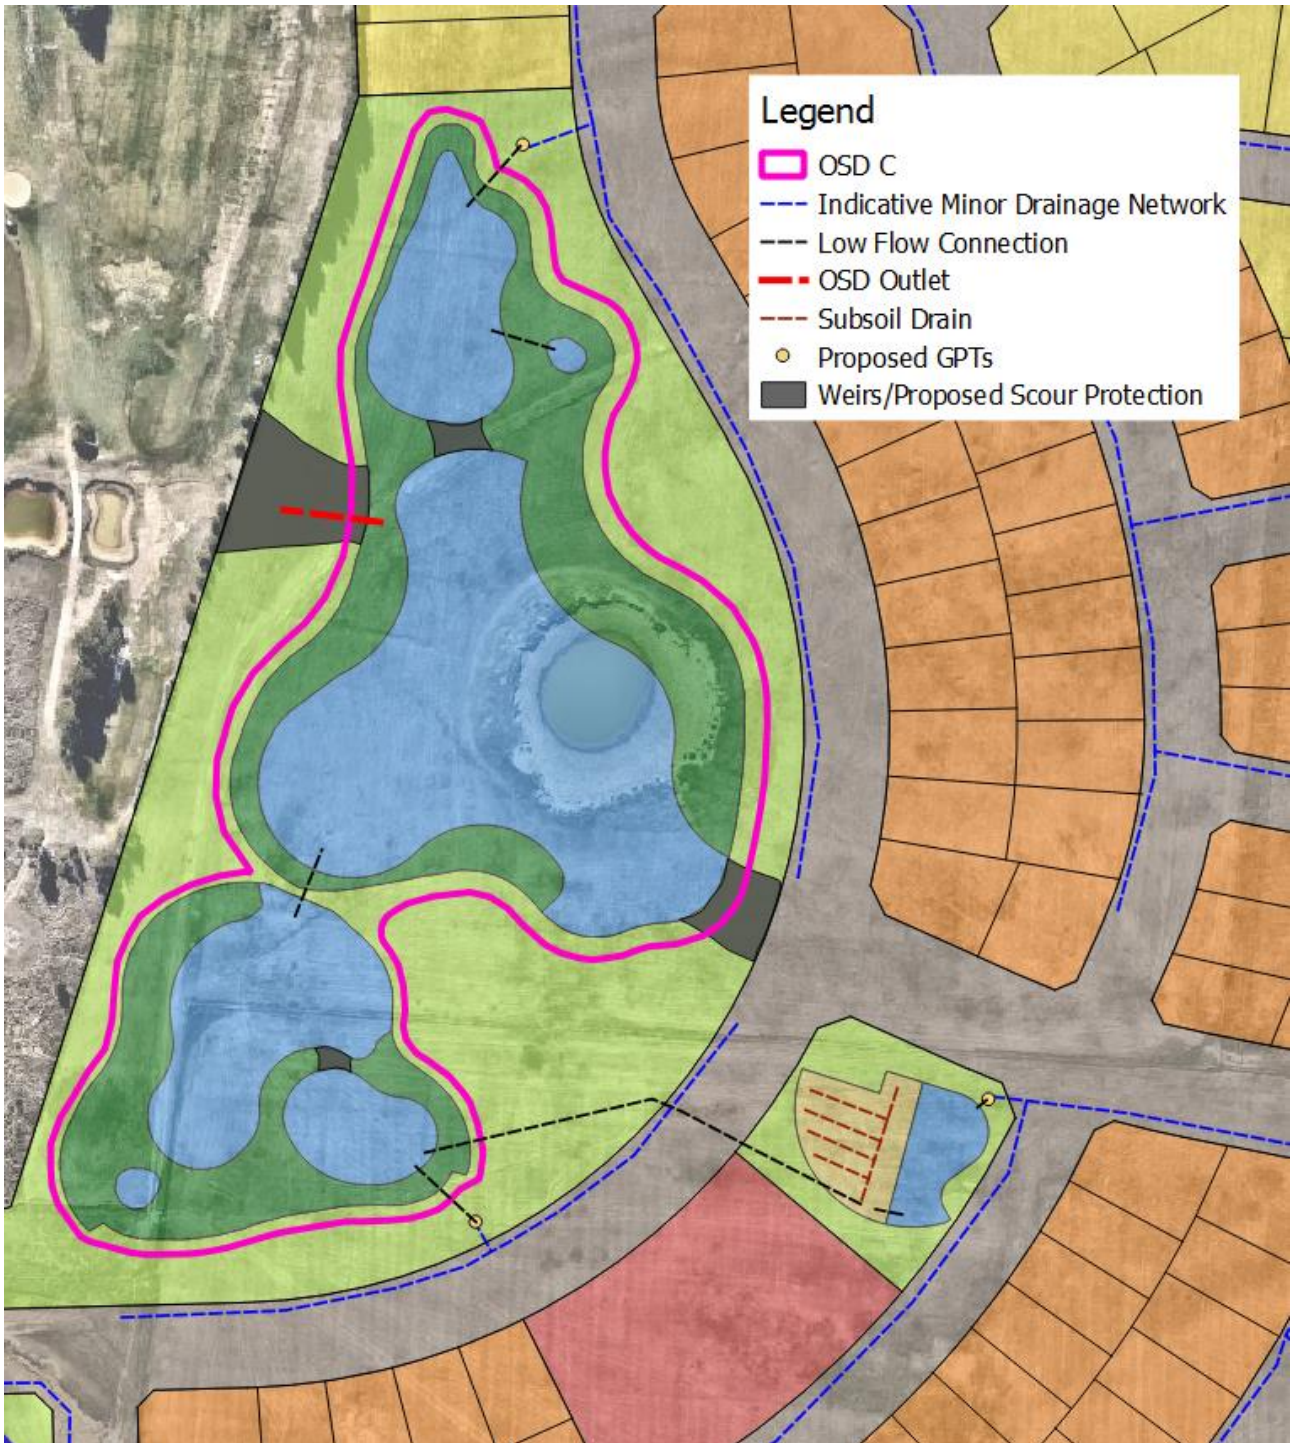 Legend
OSD C
Indicative Minor Drainage Network
Low Flow Connection
OSD Outlet
Subsoil Drain
Proposed GPTs
Weirs/Proposed Scour Protection